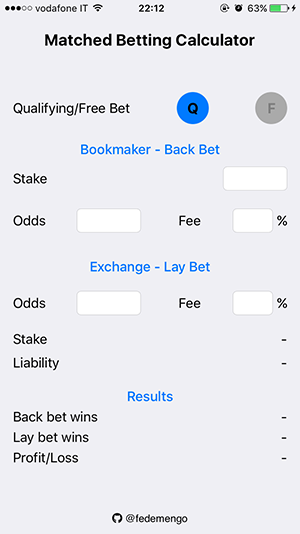 vodafone IT 22:12 63%
Matched Betting Calculator
Qualifying/Free Bet Q F
Bookmaker - Back Bet
Stake
Odds Fee %
Exchange - Lay Bet
Odds Fee %
Stake -
Liability -
Results
Back bet wins -
Lay bet wins -
Profit/Loss -
@fedemengo